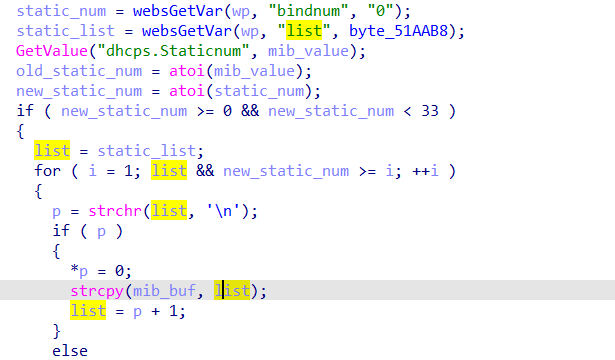 static_num = websGetVar(wp, "bindnum", "0");
static_list = websGetVar(wp, "list", byte_51AAB8);
GetValue("dhcps.Staticnum", mib_value);
old_static_num = atoi(mib_value);
new_static_num = atoi(static_num);
if ( new_static_num >= 0 && new_static_num < 33 )
{
list = static_list;
for ( i = 1; list && new_static_num >= i; ++i )
{
p = strchr(list, '\n');
if ( p )
{
*p = 0;
strcpy(mib_buf, list);
list = p + 1;
}
else